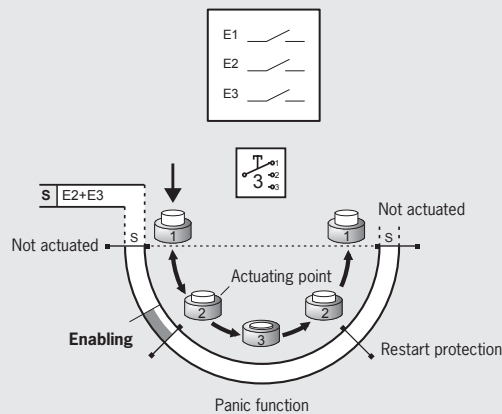 E1
E2
E3
1
2
3
3
S E2+E3
Not actuated
Not actuated
S
1
1
S
Actuating point
2
2
3
Enabling
Restart protection
Panic function